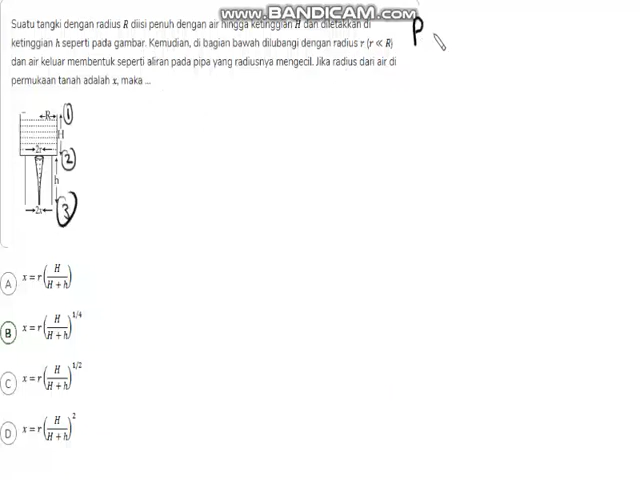 www.BANDICAM.com
Suatu tangki dengan radius R diisi penuh dengan air hingga ketinggian H dan diletakkan di
ketinggian h seperti pada gambar. Kemudian, di bagian bawah dilubangi dengan radius r (r ≪ R)
dan air keluar membentuk seperti aliran pada pipa yang radiusnya mengecil. Jika radius dari air di
permukaan tanah adalah x, maka ...
P
R
1
H
2r
2
h
2x
3
A x = r(H/(H + h))
B x = r(H/(H + h))^1/4
C x = r(H/(H + h))^1/2
D x = r(H/(H + h))^2